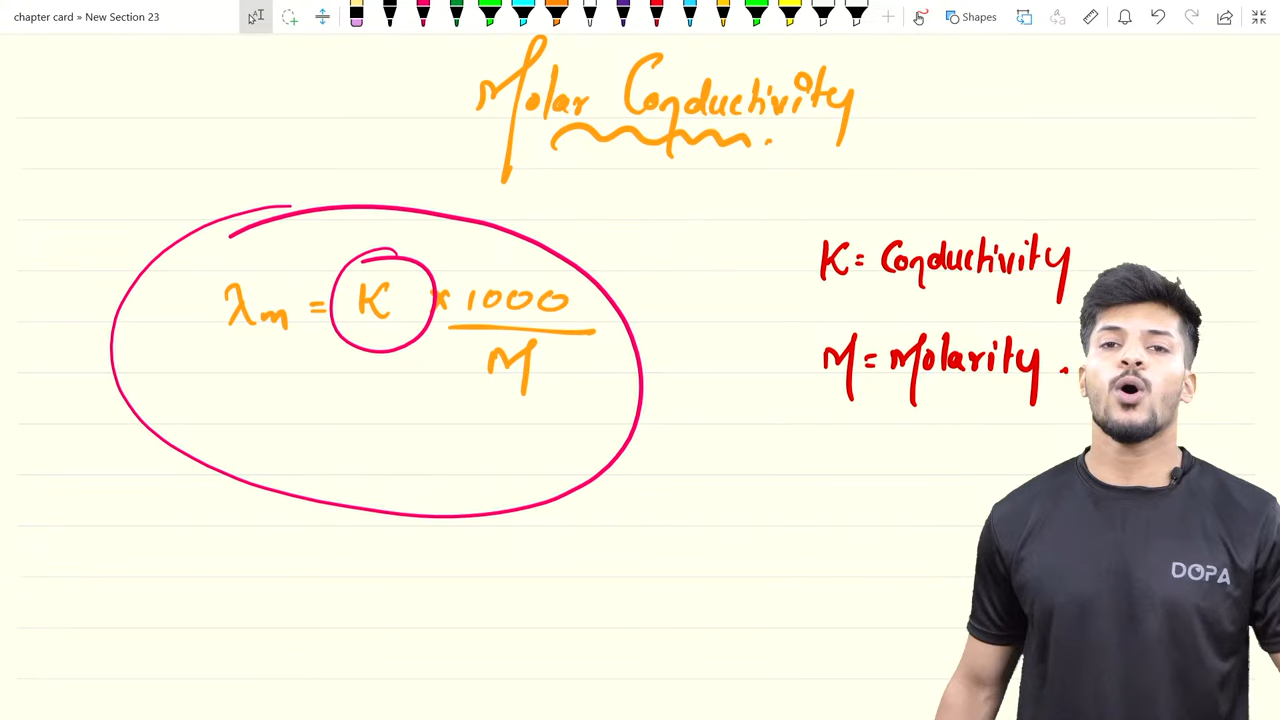 chapter card » New Section 23
Shapes
Molar Conductivity
λm = K × 1000
M
K = Conductivity
M = Molarity.
DOPA